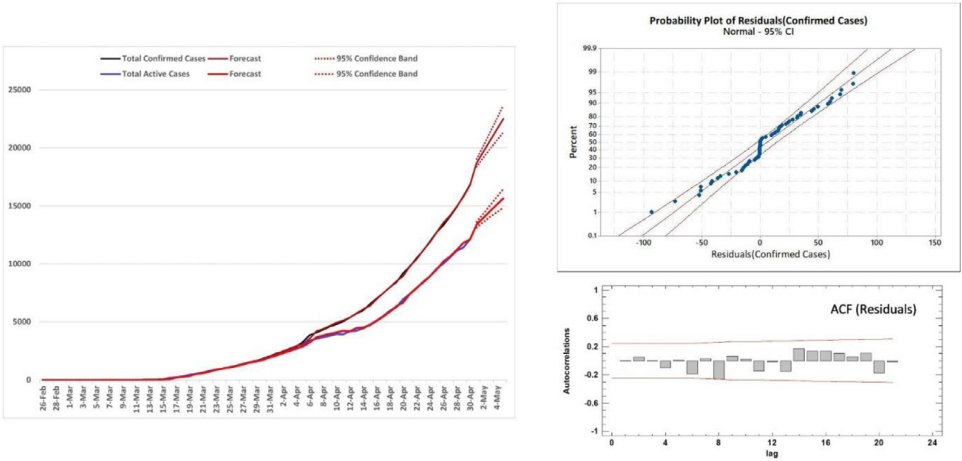 Total Confirmed Cases Forecast 95% Confidence Band
Total Active Cases Forecast 95% Confidence Band
25000
20000
15000
10000
5000
0
26-Feb 28-Feb 1-Mar 3-Mar 5-Mar 7-Mar 9-Mar 11-Mar 13-Mar 15-Mar 17-Mar 19-Mar 21-Mar 23-Mar 25-Mar 27-Mar 29-Mar 31-Mar 2-Apr 4-Apr 6-Apr 8-Apr 10-Apr 12-Apr 14-Apr 16-Apr 18-Apr 20-Apr 22-Apr 24-Apr 26-Apr 28-Apr 30-Apr 2-May 4-May
Probability Plot of Residuals(Confirmed Cases)
Normal - 95% CI
Percent
99.9
99
95
90
80
70
60
50
40
30
20
10
5
1
0.1
-100 -50 0 50 100 150
Residuals(Confirmed Cases)
ACF (Residuals)
Autocorrelations
1
0.6
0.2
-0.2
-0.6
-1
0 4 8 12 16 20 24
lag